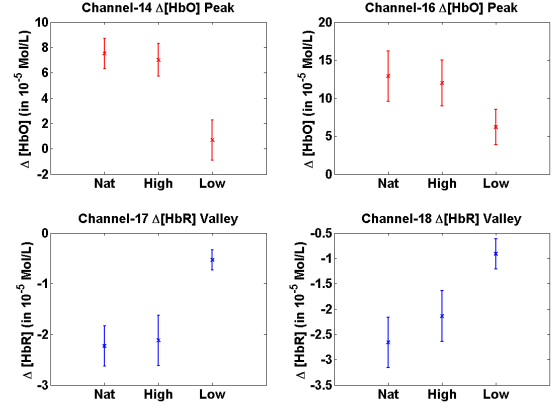 Channel-14 Δ[HbO] Peak
Δ [HbO] (in 10⁻⁵ Mol/L)
10
8
6
4
2
0
-2
Nat High Low
Channel-16 Δ[HbO] Peak
Δ [HbO] (in 10⁻⁵ Mol/L)
20
15
10
5
0
Nat High Low
Channel-17 Δ[HbR] Valley
Δ [HbR] (in 10⁻⁵ Mol/L)
0
-1
-2
-3
Nat High Low
Channel-18 Δ[HbR] Valley
Δ [HbR] (in 10⁻⁵ Mol/L)
-0.5
-1
-1.5
-2
-2.5
-3
-3.5
Nat High Low